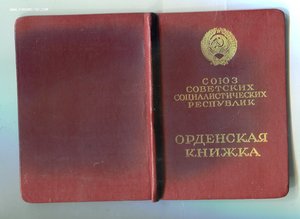 СОЮЗ
СОВЕТСКИХ
СОЦИАЛИСТИЧЕСКИХ
РЕСПУБЛИК
ОРДЕНСКАЯ
КНИЖКА